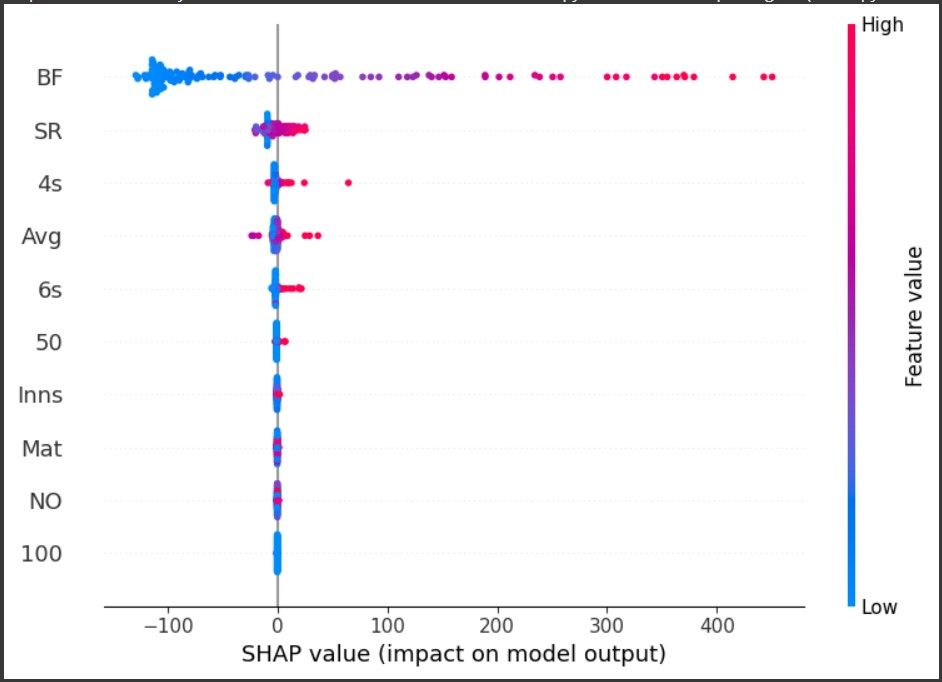 High
BF
SR
4s
Avg
6s
50
Inns
Mat
NO
100
Feature value
Low
−100 0 100 200 300 400
SHAP value (impact on model output)